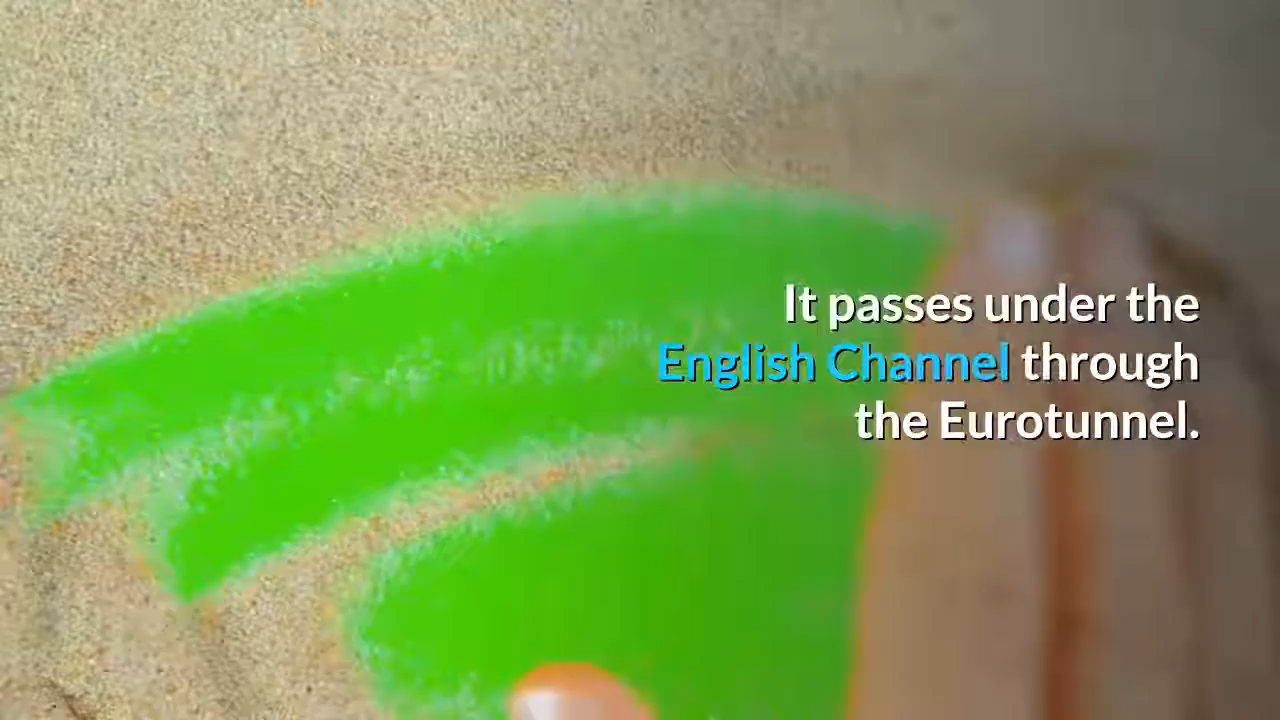 It passes under the
English Channel through
the Eurotunnel.